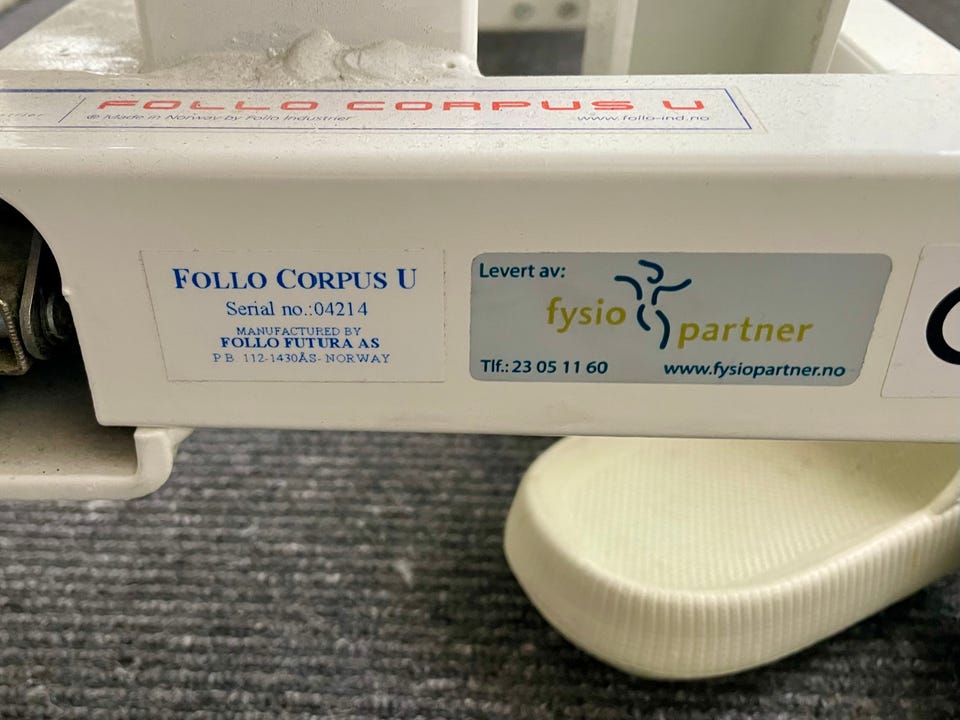 FOLLO CORPUS U
® Made in Norway by Follo Industrier
www.follo-ind.no
FOLLO CORPUS U
Serial no.:04214
MANUFACTURED BY
FOLLO FUTURA AS
P B 112-1430ÅS- NORWAY
Levert av:
fysio partner
Tlf.: 23 05 11 60
www.fysiopartner.no